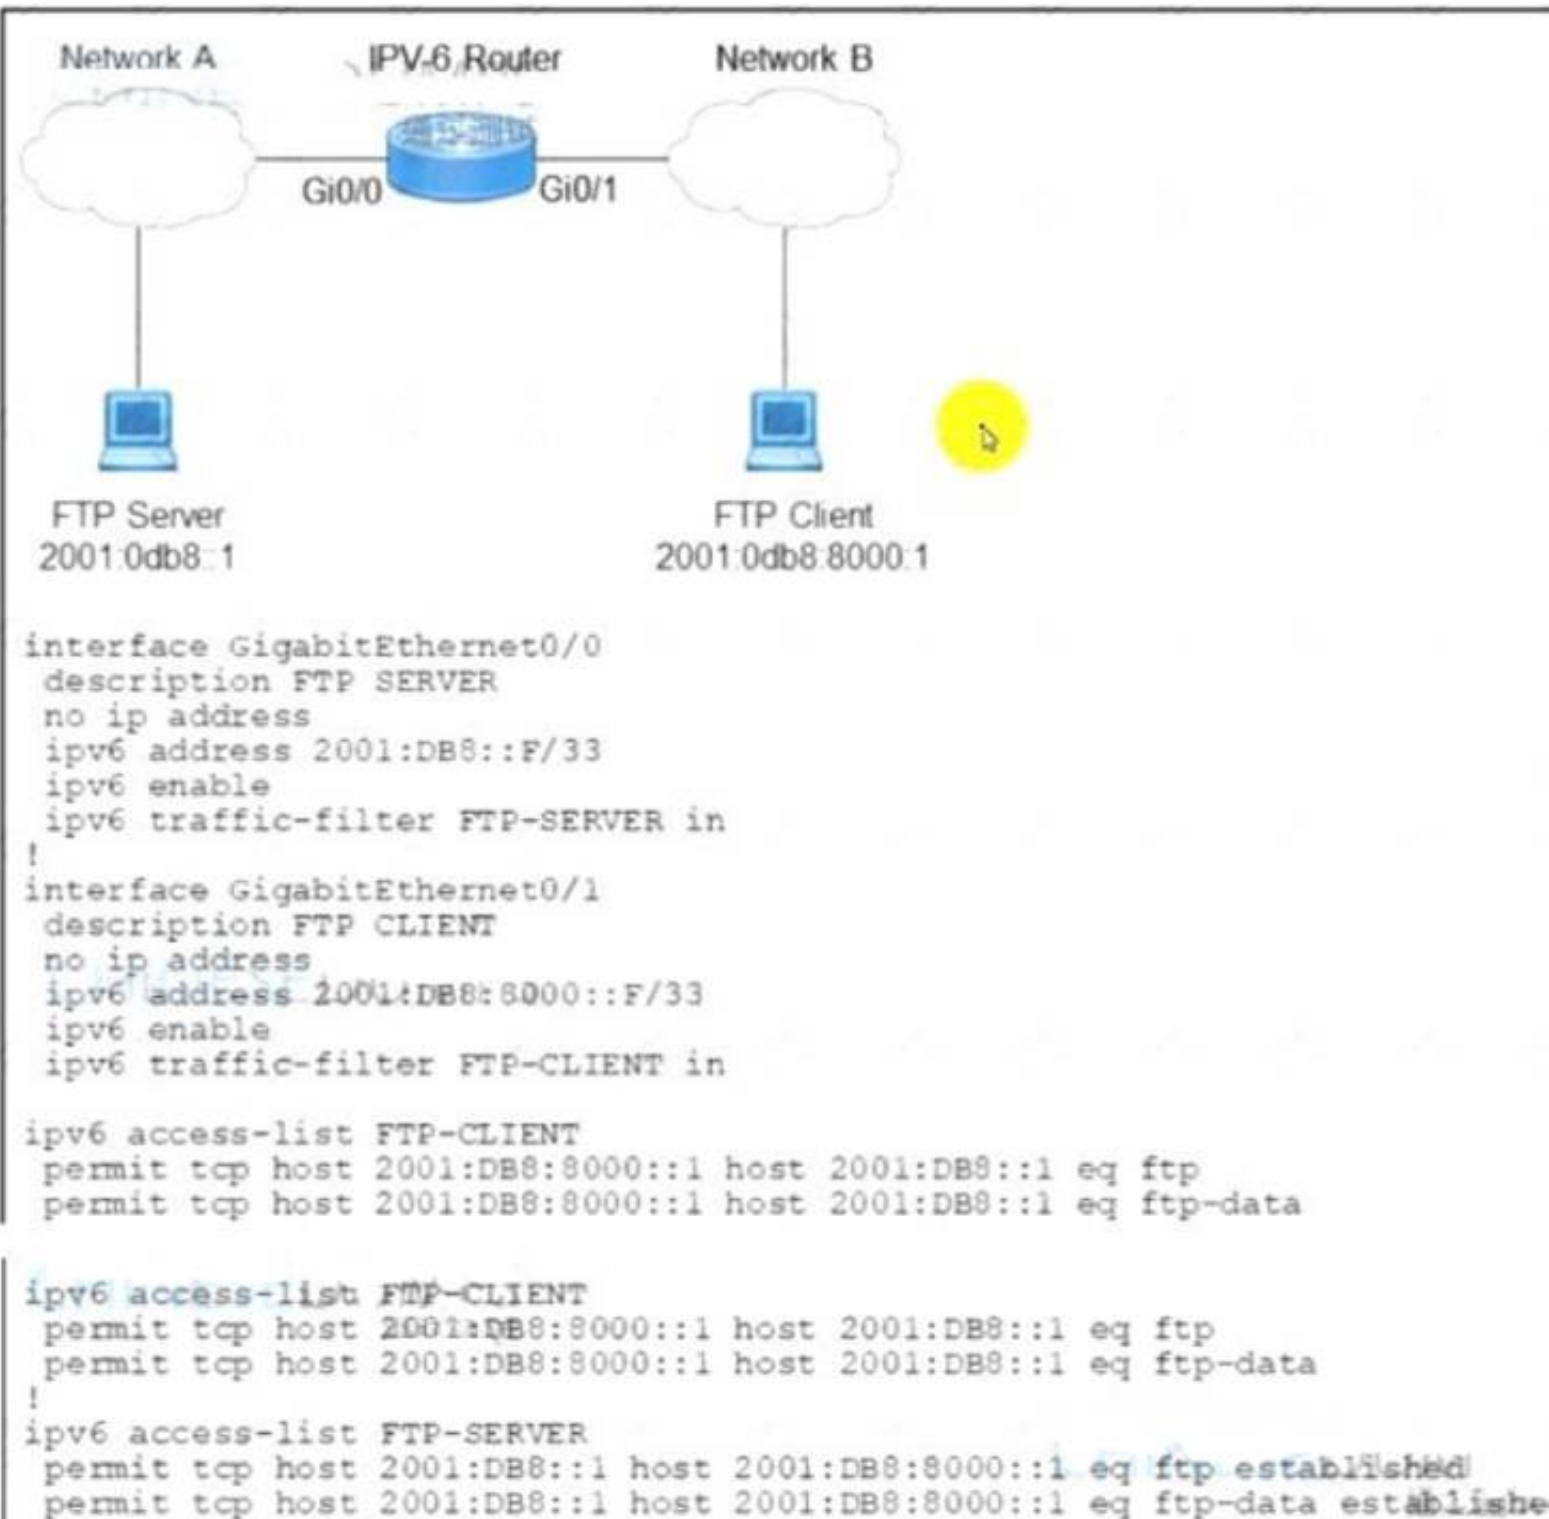 Network A
IPV-6 Router
Network B
Gi0/0
Gi0/1
FTP Server
2001:0db8::1
FTP Client
2001:0db8:8000:1
interface GigabitEthernet0/0
description FTP SERVER
no ip address
ipv6 address 2001:DB8::F/33
ipv6 enable
ipv6 traffic-filter FTP-SERVER in
!
interface GigabitEthernet0/1
description FTP CLIENT
no ip address
ipv6 address 2001:DB8:8000::F/33
ipv6 enable
ipv6 traffic-filter FTP-CLIENT in
ipv6 access-list FTP-CLIENT
permit tcp host 2001:DB8:8000::1 host 2001:DB8::1 eq ftp
permit tcp host 2001:DB8:8000::1 host 2001:DB8::1 eq ftp-data
ipv6 access-list FTP-CLIENT
permit tcp host 2001:DB8:8000::1 host 2001:DB8::1 eq ftp
permit tcp host 2001:DB8:8000::1 host 2001:DB8::1 eq ftp-data
!
ipv6 access-list FTP-SERVER
permit tcp host 2001:DB8::1 host 2001:DB8:8000::1 eq ftp established
permit tcp host 2001:DB8::1 host 2001:DB8:8000::1 eq ftp-data establishe